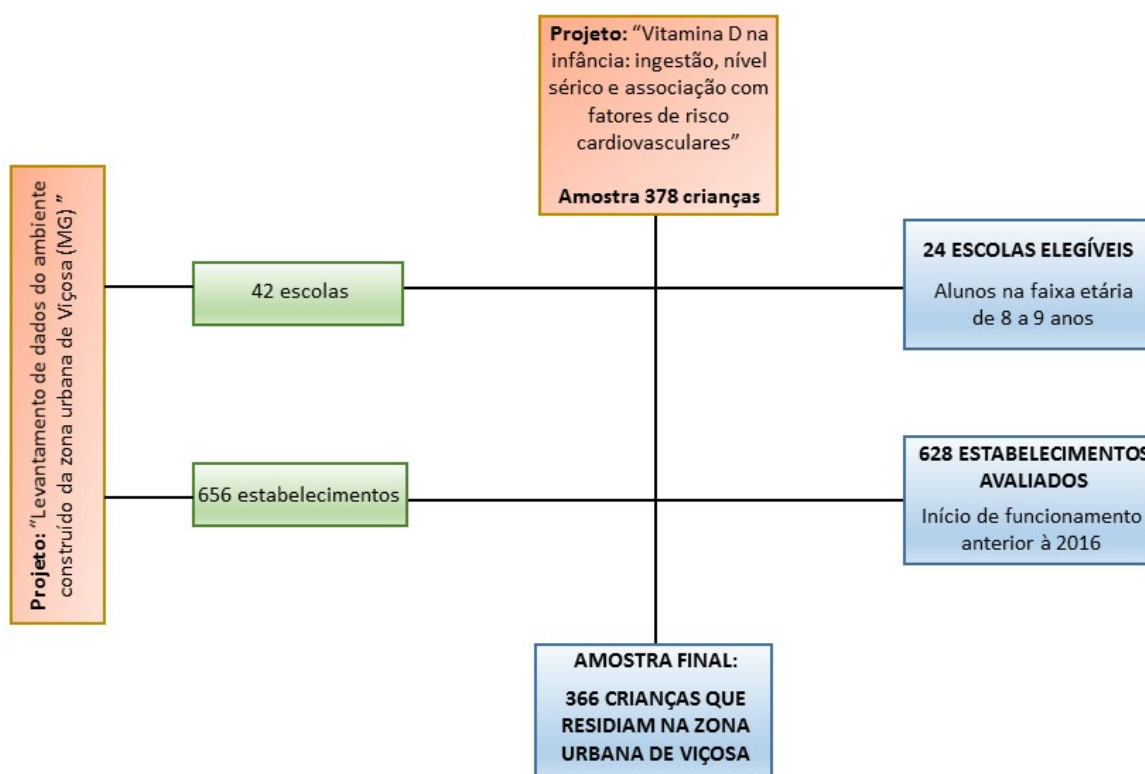 Projeto: “Vitamina D na
infância: ingestão, nível
sérico e associação com
fatores de risco
cardiovasculares”
Amostra 378 crianças
Projeto: “Levantamento de dados do ambiente
construído da zona urbana de Viçosa (MG) ”
42 escolas
24 ESCOLAS ELEGÍVEIS
Alunos na faixa etária
de 8 a 9 anos
656 estabelecimentos
628 ESTABELECIMENTOS
AVALIADOS
Início de funcionamento
anterior à 2016
AMOSTRA FINAL:
366 CRIANÇAS QUE
RESIDIAM NA ZONA
URBANA DE VIÇOSA